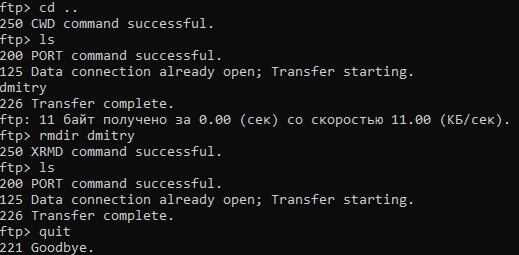 ftp> cd ..
250 CWD command successful.
ftp> ls
200 PORT command successful.
125 Data connection already open; Transfer starting.
dmitry
226 Transfer complete.
ftp: 11 байт получено за 0.00 (сек) со скоростью 11.00 (КБ/сек).
ftp> rmdir dmitry
250 XRMD command successful.
ftp> ls
200 PORT command successful.
125 Data connection already open; Transfer starting.
226 Transfer complete.
ftp> quit
221 Goodbye.